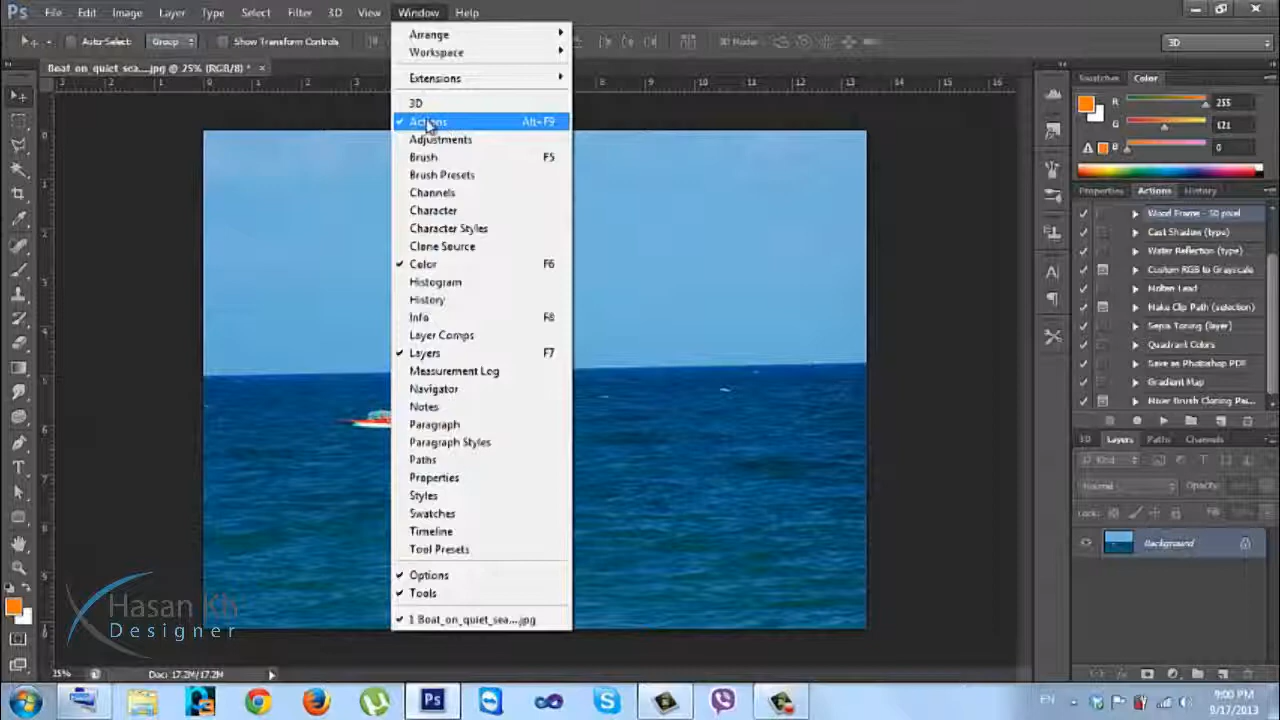 Ps File Edit Image Layer Type Select Filter 3D View Window Help
Auto-Select: Group Show Transform Controls 3D Mode: 3D
Boat_on_quiet_sea....jpg @ 25% (RGB/8) *
Arrange
Workspace
Extensions
3D
Actions Alt+F9
Adjustments
Brush F5
Brush Presets
Channels
Character
Character Styles
Clone Source
Color F6
Histogram
History
Info F8
Layer Comps
Layers F7
Measurement Log
Navigator
Notes
Paragraph
Paragraph Styles
Paths
Properties
Styles
Swatches
Timeline
Tool Presets
Options
Tools
1 Boat_on_quiet_sea....jpg
Swatches Color
R 255
G 121
B 0
Properties Actions History
Wood Frame - 50 pixel
Cast Shadow (type)
Water Reflection (type)
Custom RGB to Grayscale
Molten Lead
Make Clip Path (selection)
Sepia Toning (layer)
Quadrant Colors
Save as Photoshop PDF
Gradient Map
Mixer Brush Cloning Pa...
3D Layers Paths Channels
Kind
Normal Opacity:
Lock:
Background
Hasan Kh
Designer
25% Doc: 17.2M/17.2M
EN 9:00 PM
9/17/2013